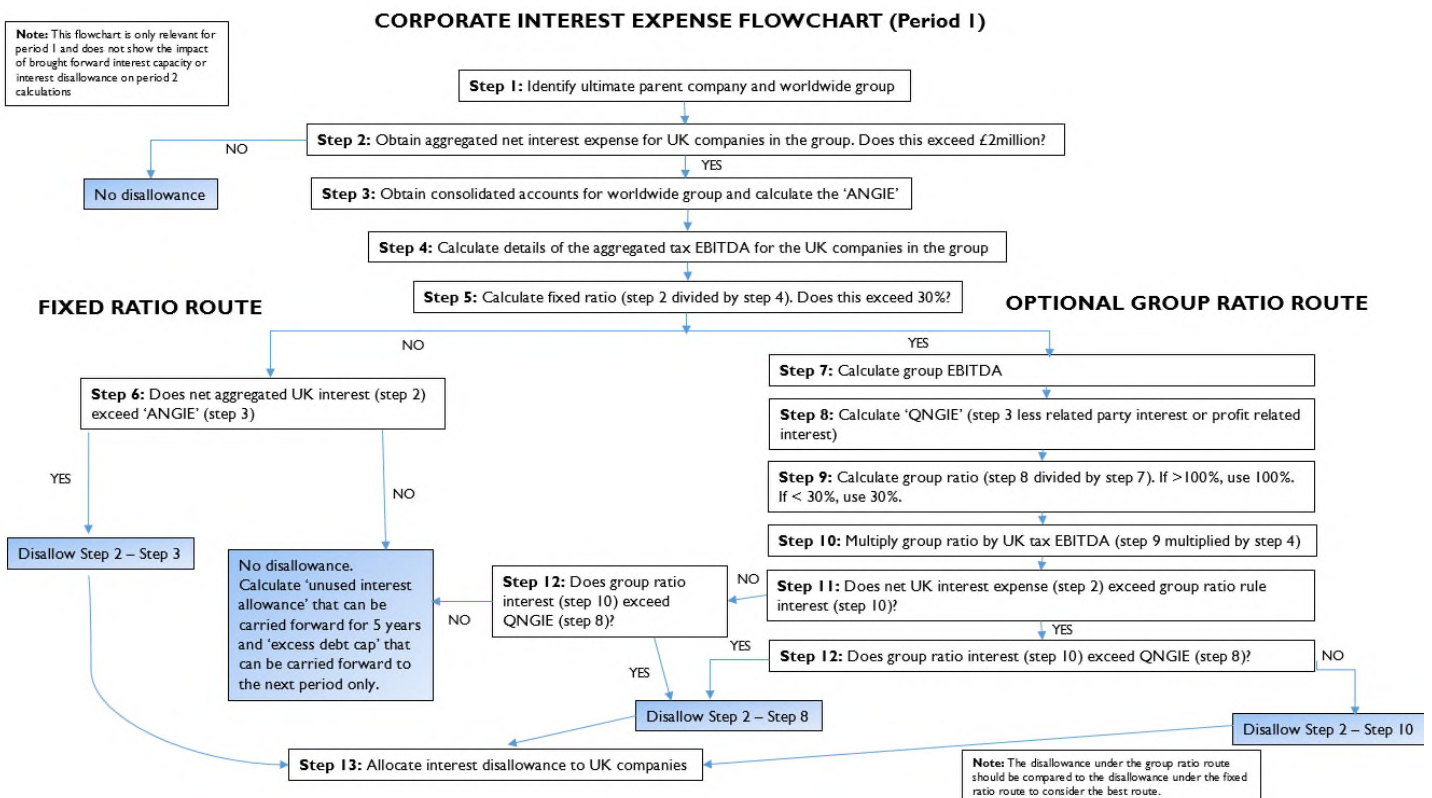 CORPORATE INTEREST EXPENSE FLOWCHART (Period 1)
Note: This flowchart is only relevant for
period 1 and does not show the impact
of brought forward interest capacity or
interest disallowance on period 2
calculations
Step 1: Identify ultimate parent company and worldwide group
Step 2: Obtain aggregated net interest expense for UK companies in the group. Does this exceed £2million?
NO
YES
No disallowance
Step 3: Obtain consolidated accounts for worldwide group and calculate the ‘ANGIE’
Step 4: Calculate details of the aggregated tax EBITDA for the UK companies in the group
Step 5: Calculate fixed ratio (step 2 divided by step 4). Does this exceed 30%?
FIXED RATIO ROUTE
OPTIONAL GROUP RATIO ROUTE
NO
YES
Step 6: Does net aggregated UK interest (step 2)
exceed ‘ANGIE’ (step 3)
YES
NO
Disallow Step 2 – Step 3
No disallowance.
Calculate ‘unused interest
allowance’ that can be
carried forward for 5 years
and ‘excess debt cap’ that
can be carried forward to
the next period only.
Step 7: Calculate group EBITDA
Step 8: Calculate ‘QNGIE’ (step 3 less related party interest or profit related
interest)
Step 9: Calculate group ratio (step 8 divided by step 7). If >100%, use 100%.
If < 30%, use 30%.
Step 10: Multiply group ratio by UK tax EBITDA (step 9 multiplied by step 4)
Step 11: Does net UK interest expense (step 2) exceed group ratio rule
interest (step 10)?
NO
YES
Step 12: Does group ratio
interest (step 10) exceed
QNGIE (step 8)?
NO
YES
Step 12: Does group ratio interest (step 10) exceed QNGIE (step 8)?
YES
NO
Disallow Step 2 – Step 8
Disallow Step 2 – Step 10
Step 13: Allocate interest disallowance to UK companies
Note: The disallowance under the group ratio route
should be compared to the disallowance under the fixed
ratio route to consider the best route.